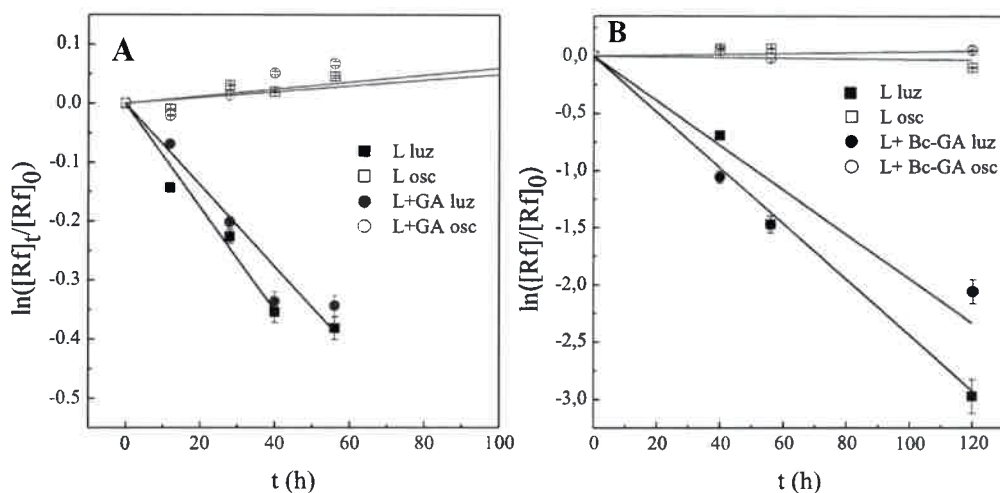 A
0.1
0.0
-0.1
-0.2
-0.3
-0.4
-0.5
ln([Rf]t/[Rf]0
L luz
L osc
L+GA luz
L+GA osc
0 20 40 60 80 100
t (h)
B
0,0
-0,5
-1,0
-1,5
-2,0
-2,5
-3,0
ln([Rf]/[Rf]0
L luz
L osc
L+ Bc-GA luz
L+ Bc-GA osc
0 20 40 60 80 100 120
t (h)